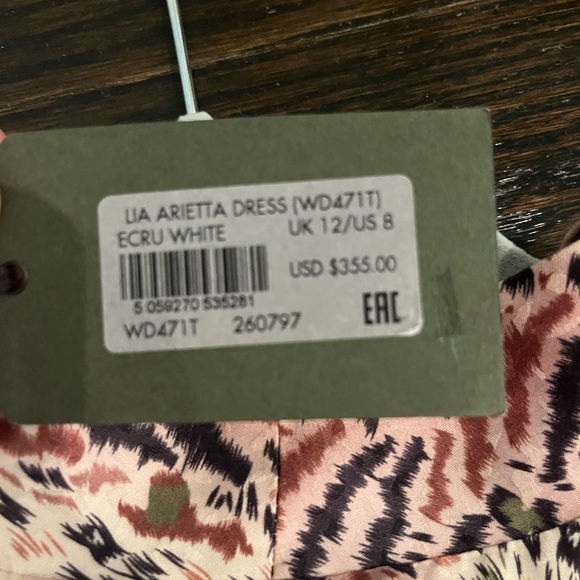 LIA ARIETTA DRESS (WD471T)
ECRU WHITE UK 12/US 8
USD $355.00
5 059270 535281
WD471T 260797 EAC